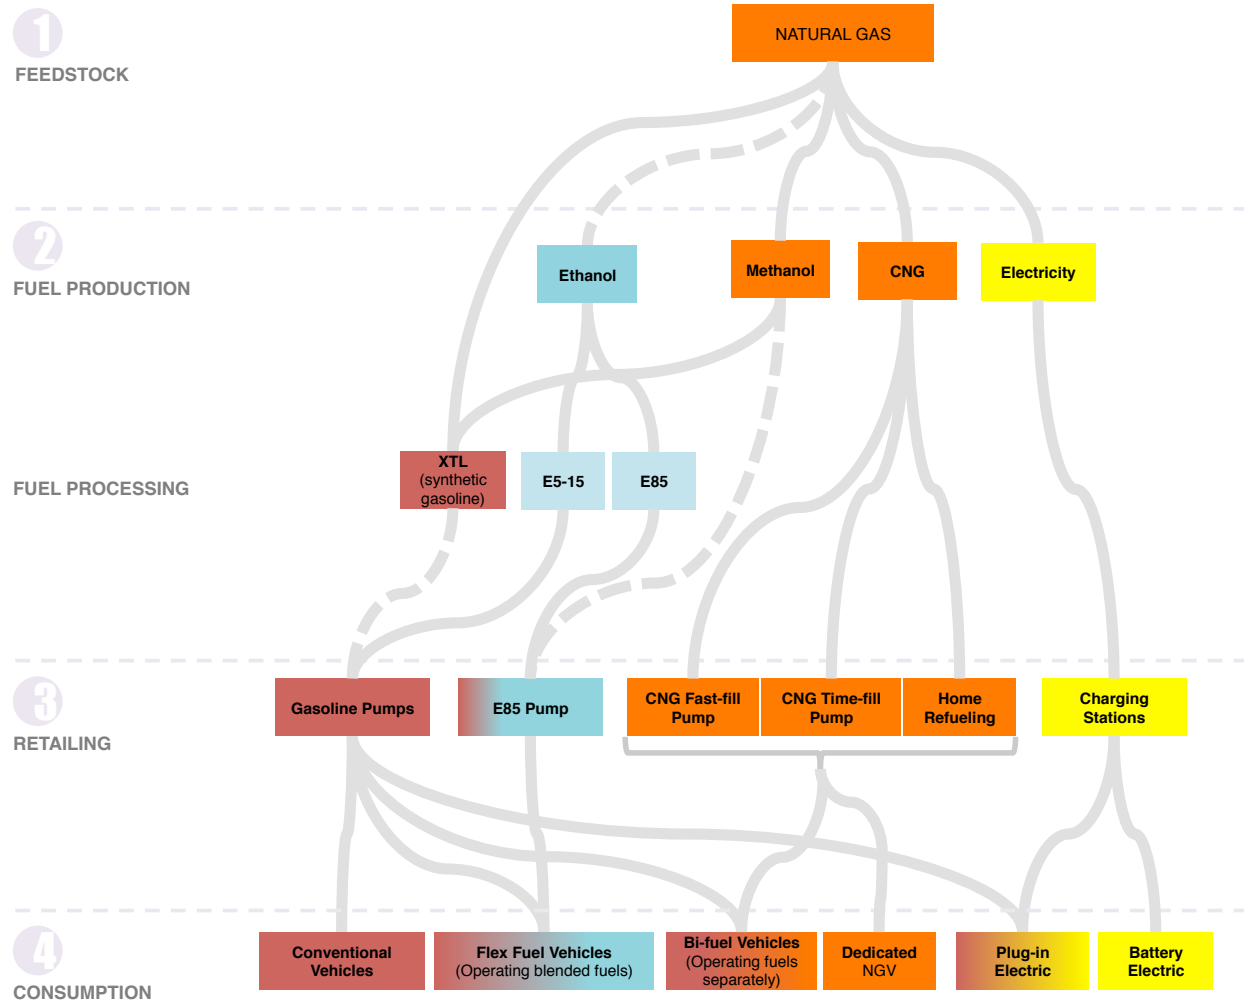 1
NATURAL GAS
FEEDSTOCK
2
FUEL PRODUCTION
Ethanol
Methanol
CNG
Electricity
FUEL PROCESSING
XTL
(synthetic
gasoline)
E5-15
E85
3
RETAILING
Gasoline Pumps
E85 Pump
CNG Fast-fill
Pump
CNG Time-fill
Pump
Home
Refueling
Charging
Stations
4
CONSUMPTION
Conventional
Vehicles
Flex Fuel Vehicles
(Operating blended fuels)
Bi-fuel Vehicles
(Operating fuels
separately)
Dedicated
NGV
Plug-in
Electric
Battery
Electric